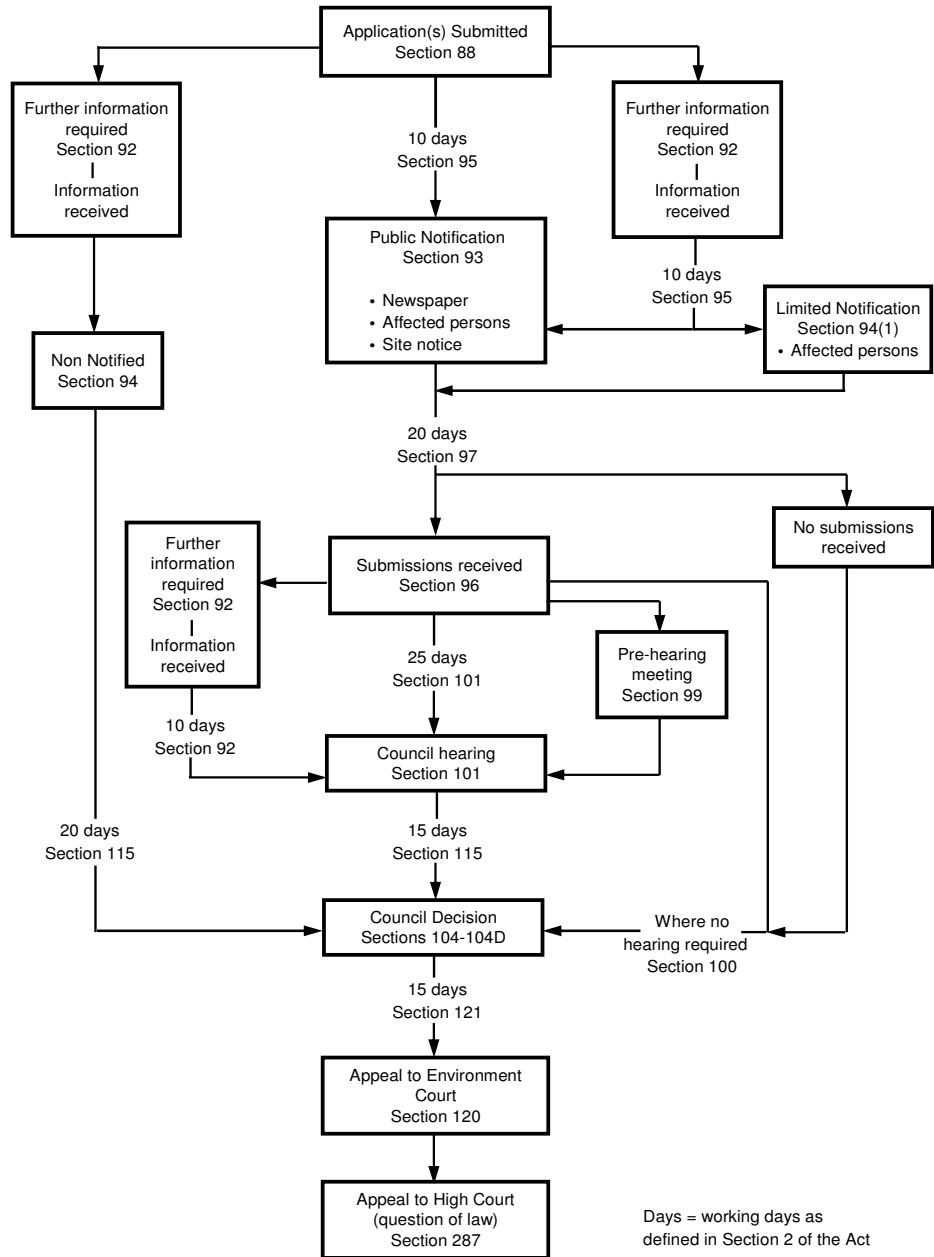 Application(s) Submitted
Section 88
Further information
required
Section 92
Information
received
10 days
Section 95
Further information
required
Section 92
Information
received
Public Notification
Section 93
• Newspaper
• Affected persons
• Site notice
10 days
Section 95
Limited Notification
Section 94(1)
• Affected persons
Non Notified
Section 94
20 days
Section 97
No submissions
received
Further
information
required
Section 92
Information
received
Submissions received
Section 96
25 days
Section 101
Pre-hearing
meeting
Section 99
10 days
Section 92
Council hearing
Section 101
20 days
Section 115
15 days
Section 115
Council Decision
Sections 104-104D
Where no
hearing required
Section 100
15 days
Section 121
Appeal to Environment
Court
Section 120
Appeal to High Court
(question of law)
Section 287
Days = working days as
defined in Section 2 of the Act